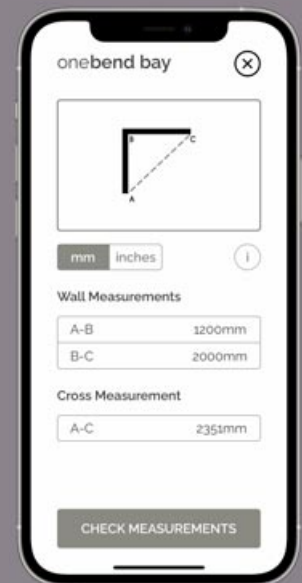 onebend bay
B
C
A
mm inches i
Wall Measurements
A-B 1200mm
B-C 2000mm
Cross Measurement
A-C 2351mm
CHECK MEASUREMENTS